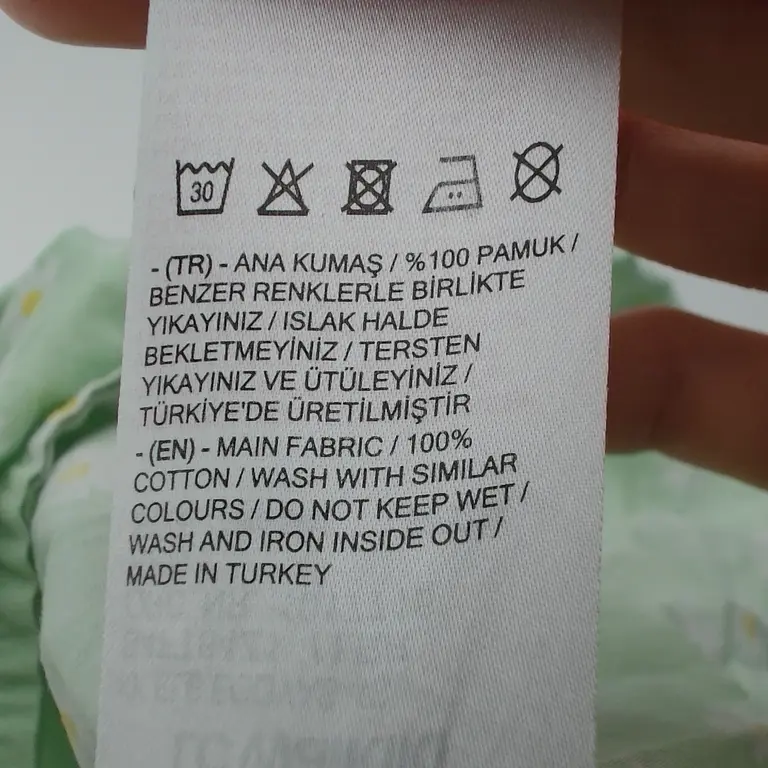 30
- (TR) - ANA KUMAŞ / %100 PAMUK /
BENZER RENKLERLE BİRLİKTE
YIKAYINIZ / ISLAK HALDE
BEKLETMEYİNİZ / TERSTEN
YIKAYINIZ VE ÜTÜLEYİNİZ /
TÜRKİYE'DE ÜRETİLMİŞTİR
- (EN) - MAIN FABRIC / 100%
COTTON / WASH WITH SIMILAR
COLOURS / DO NOT KEEP WET /
WASH AND IRON INSIDE OUT /
MADE IN TURKEY